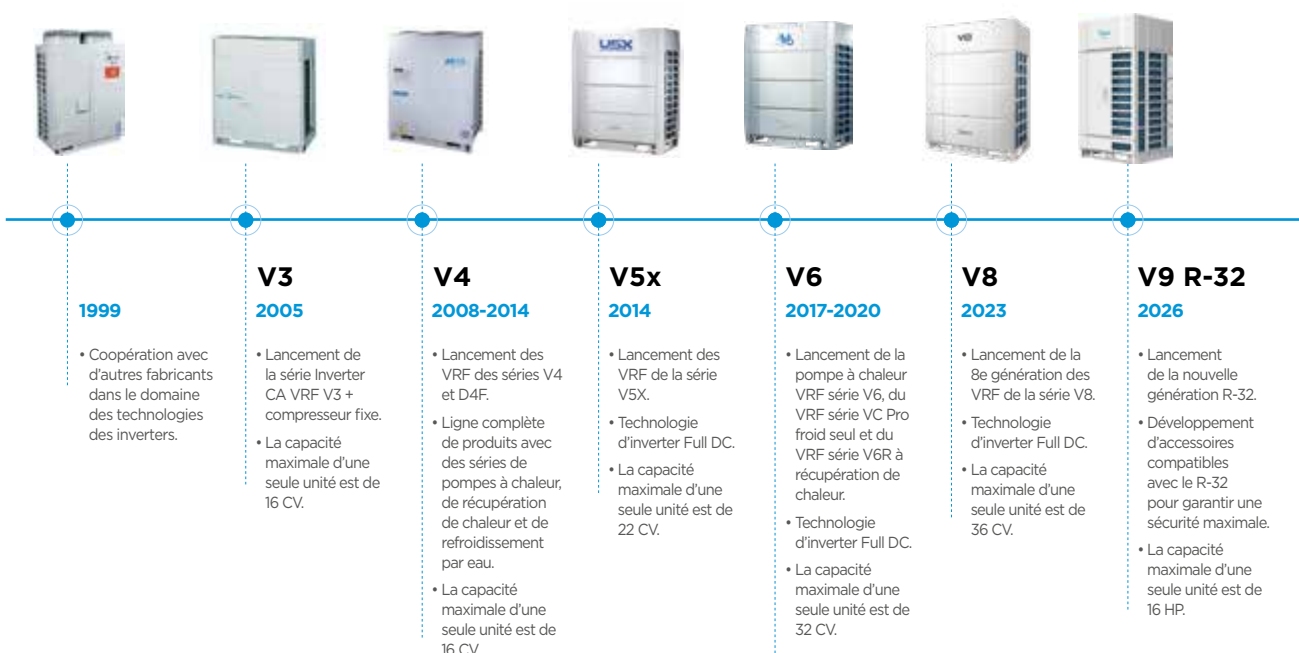 V8
1999
• Coopération avec
d'autres fabricants
dans le domaine
des technologies
des inverters.
V3
2005
• Lancement de
la série Inverter
CA VRF V3 +
compresseur fixe.
• La capacité
maximale d'une
seule unité est de
16 CV.
V4
2008-2014
• Lancement des
VRF des séries V4
et D4F.
• Ligne complète
de produits avec
des séries de
pompes à chaleur,
de récupération
de chaleur et de
refroidissement
par eau.
• La capacité
maximale d'une
seule unité est de
16 CV
V5x
2014
• Lancement des
VRF de la série
V5X.
• Technologie
d'inverter Full DC.
• La capacité
maximale d'une
seule unité est de
22 CV.
V6
2017-2020
• Lancement de la
pompe à chaleur
VRF série V6, du
VRF série VC Pro
froid seul et du
VRF série V6R à
récupération de
chaleur.
• Technologie
d'inverter Full DC.
• La capacité
maximale d'une
seule unité est de
32 CV.
V8
2023
• Lancement de la
8e génération des
VRF de la série V8.
• Technologie
d'inverter Full DC.
• La capacité
maximale d'une
seule unité est de
36 CV.
V9 R-32
2026
• Lancement
de la nouvelle
génération R-32.
• Développement
d'accessoires
compatibles
avec le R-32
pour garantir une
sécurité maximale.
• La capacité
maximale d'une
seule unité est de
16 HP.